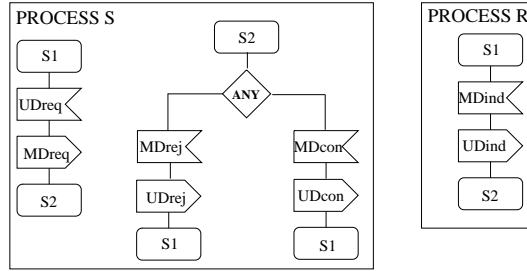 PROCESS S
S1
UDreq
MDreq
S2
S2
ANY
MDrej
UDrej
S1
MDcon
UDcon
S1
PROCESS R
S1
MDind
UDind
S2